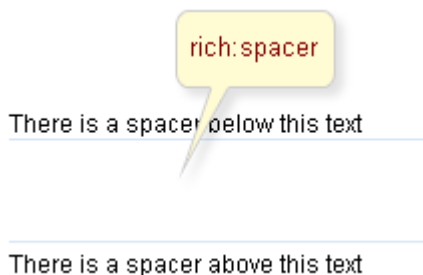 rich:spacer
There is a spacer below this text
There is a spacer above this text